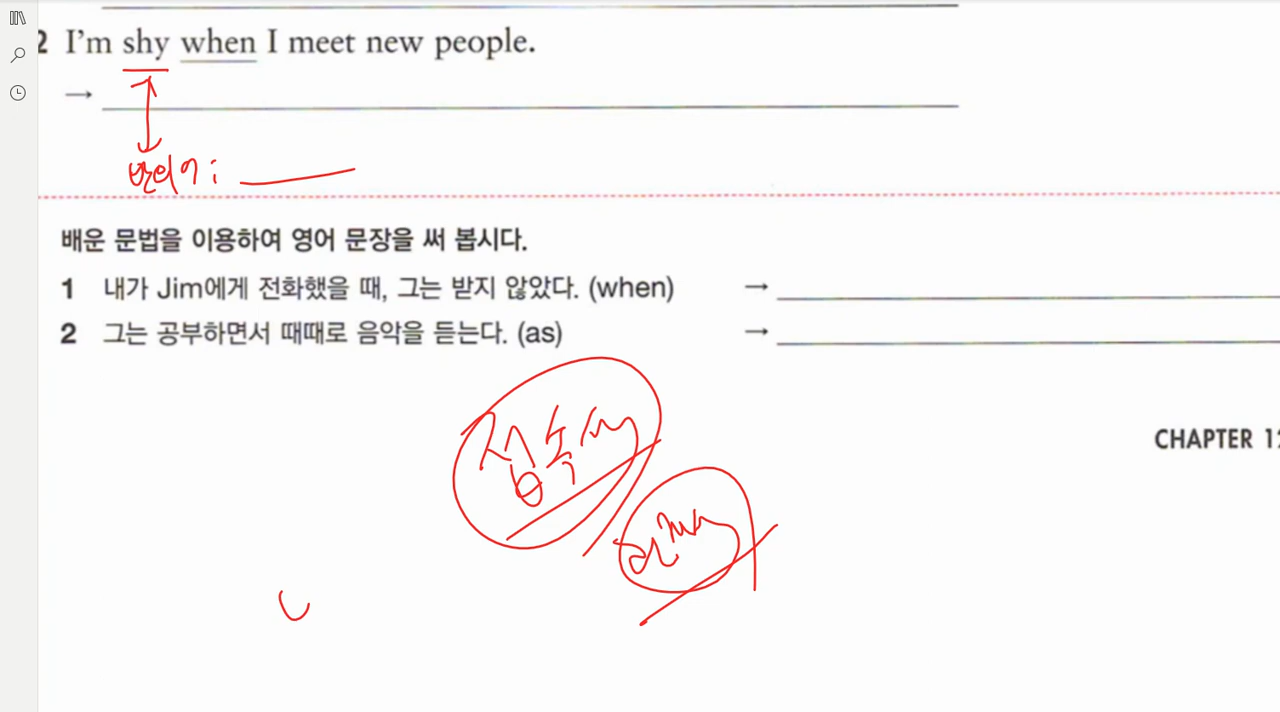 2 I'm shy when I meet new people.
→
반의어 :
배운 문법을 이용하여 영어 문장을 써 봅시다.
1 내가 Jim에게 전화했을 때, 그는 받지 않았다. (when) →
2 그는 공부하면서 때때로 음악을 듣는다. (as) →
접속사
CHAPTER 12